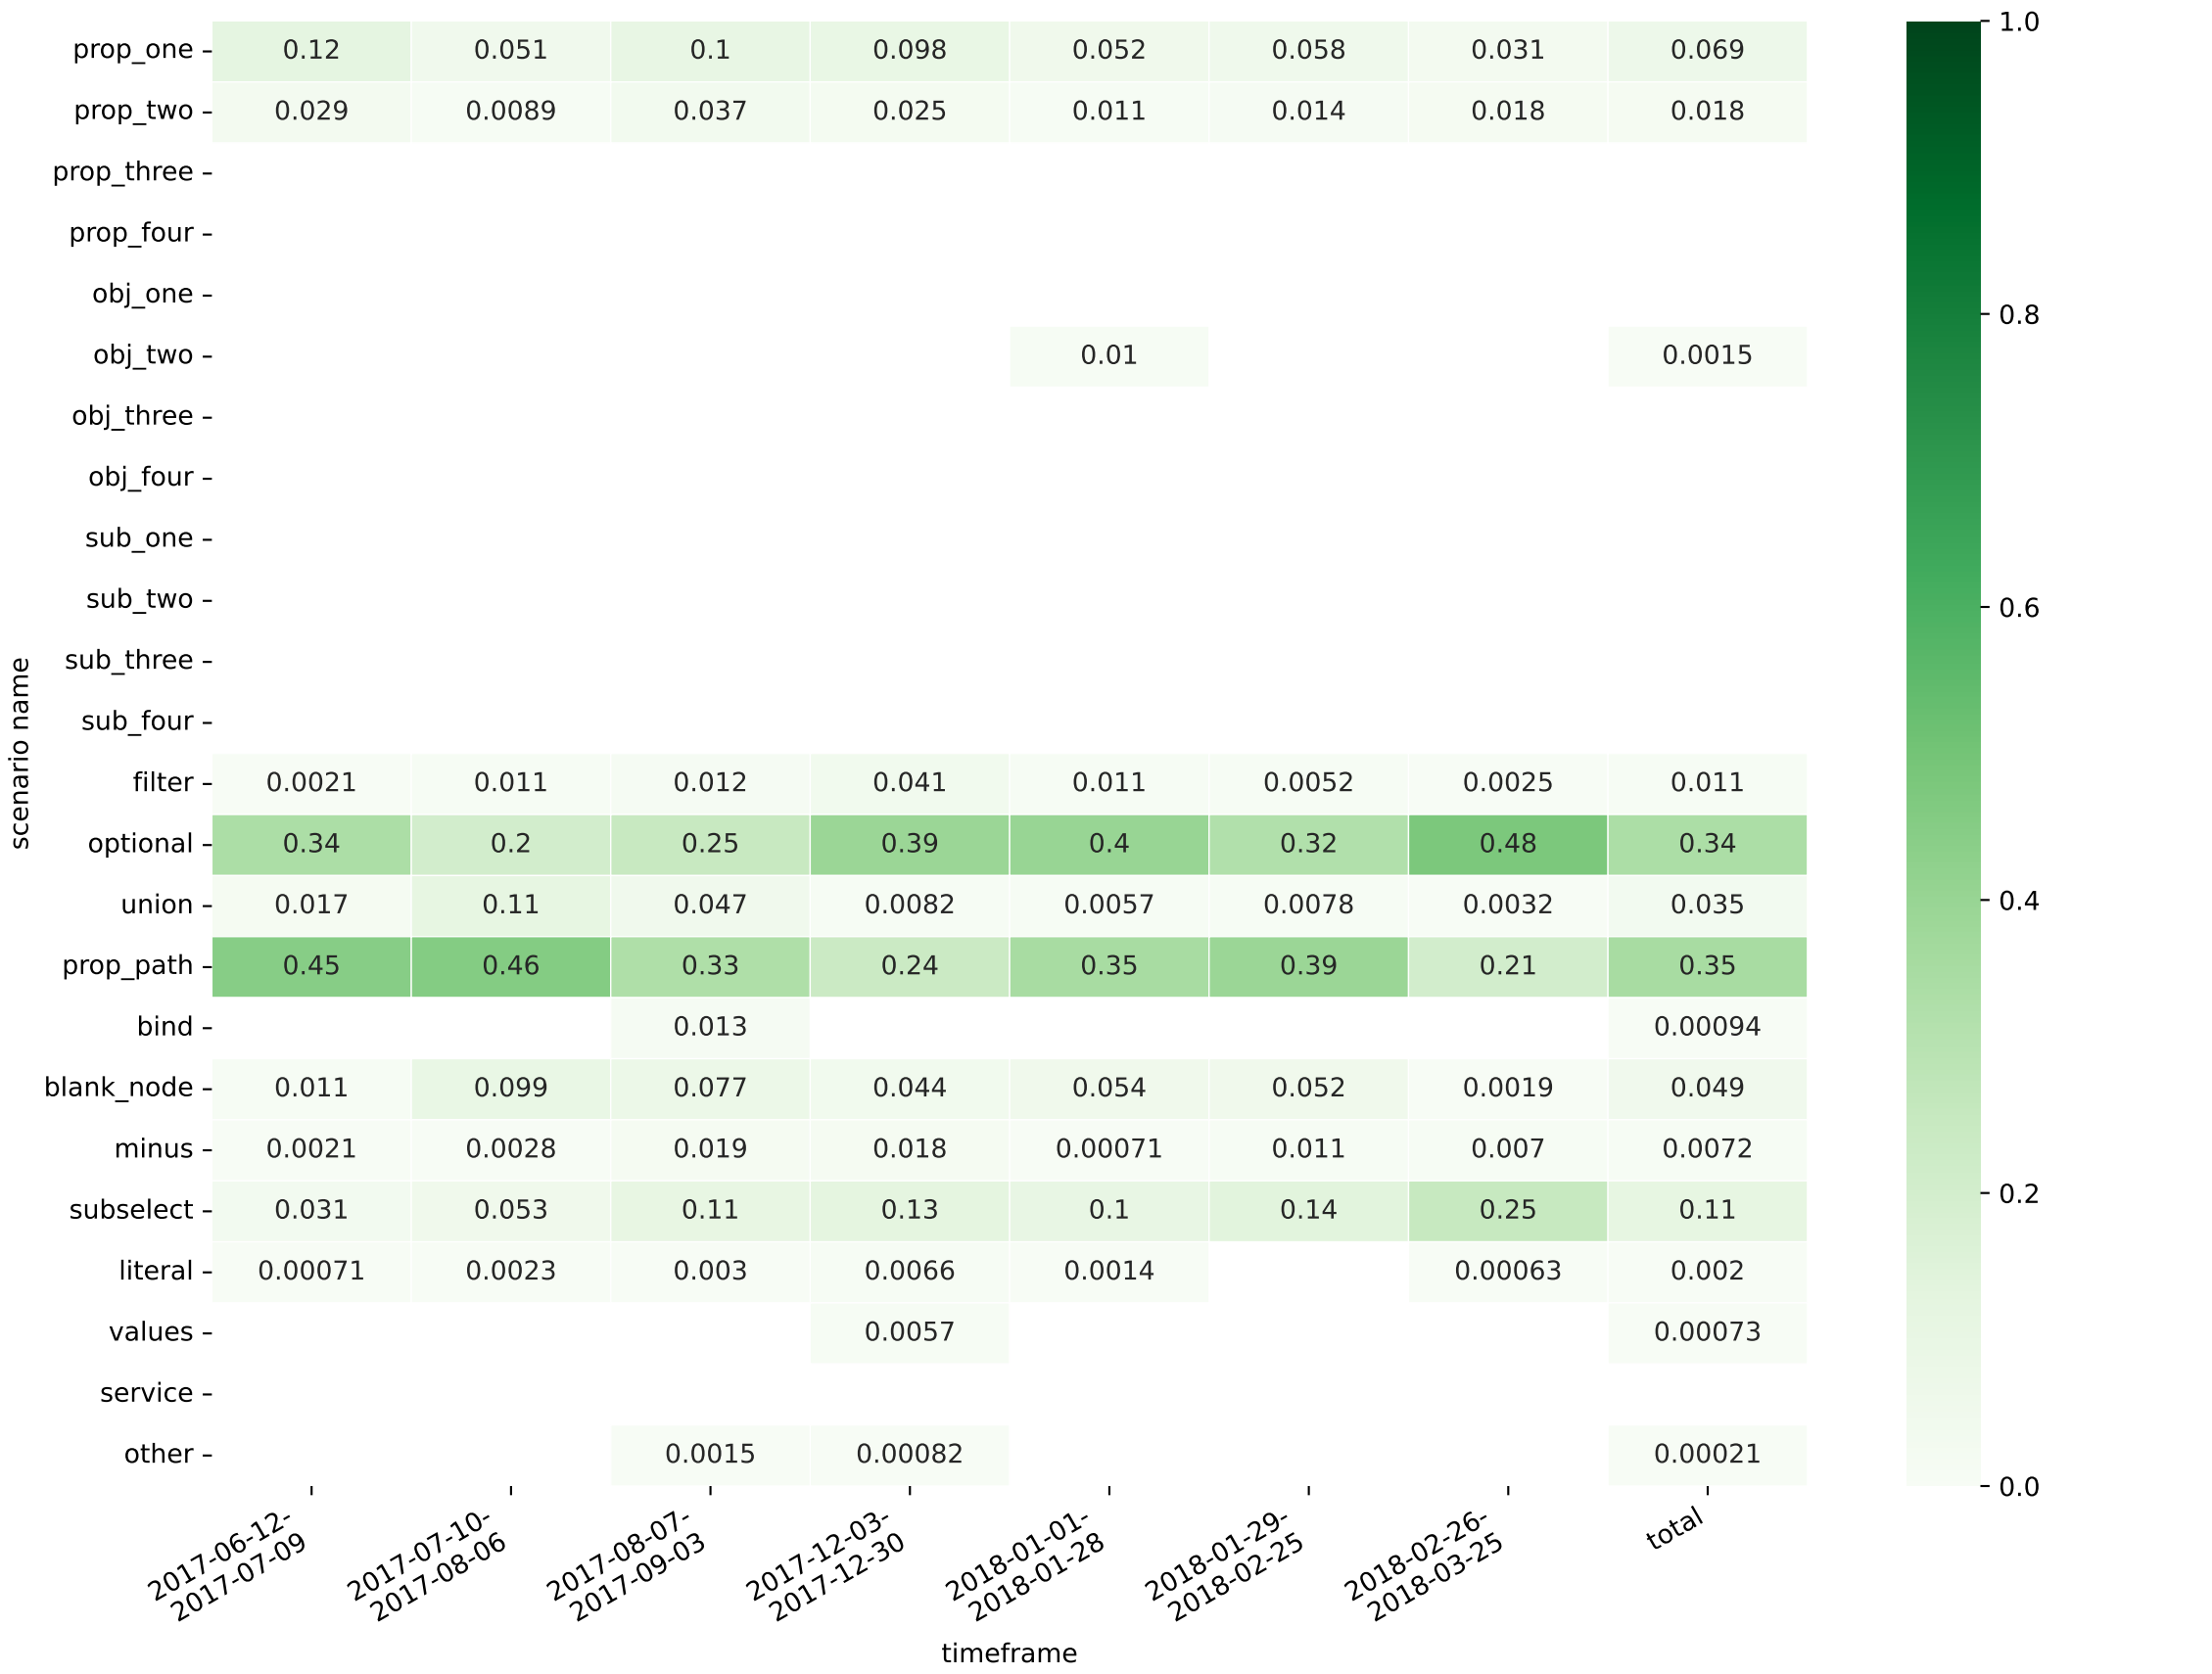 scenario name
prop_one 0.12 0.051 0.1 0.098 0.052 0.058 0.031 0.069
prop_two 0.029 0.0089 0.037 0.025 0.011 0.014 0.018 0.018
prop_three
prop_four
obj_one
obj_two 0.01 0.0015
obj_three
obj_four
sub_one
sub_two
sub_three
sub_four
filter 0.0021 0.011 0.012 0.041 0.011 0.0052 0.0025 0.011
optional 0.34 0.2 0.25 0.39 0.4 0.32 0.48 0.34
union 0.017 0.11 0.047 0.0082 0.0057 0.0078 0.0032 0.035
prop_path 0.45 0.46 0.33 0.24 0.35 0.39 0.21 0.35
bind 0.013 0.00094
blank_node 0.011 0.099 0.077 0.044 0.054 0.052 0.0019 0.049
minus 0.0021 0.0028 0.019 0.018 0.00071 0.011 0.007 0.0072
subselect 0.031 0.053 0.11 0.13 0.1 0.14 0.25 0.11
literal 0.00071 0.0023 0.003 0.0066 0.0014 0.00063 0.002
values 0.0057 0.00073
service
other 0.0015 0.00082 0.00021
2017-06-12-
2017-07-09
2017-07-10-
2017-08-06
2017-08-07-
2017-09-03
2017-12-03-
2017-12-30
2018-01-01-
2018-01-28
2018-01-29-
2018-02-25
2018-02-26-
2018-03-25
total
timeframe
1.0
0.8
0.6
0.4
0.2
0.0